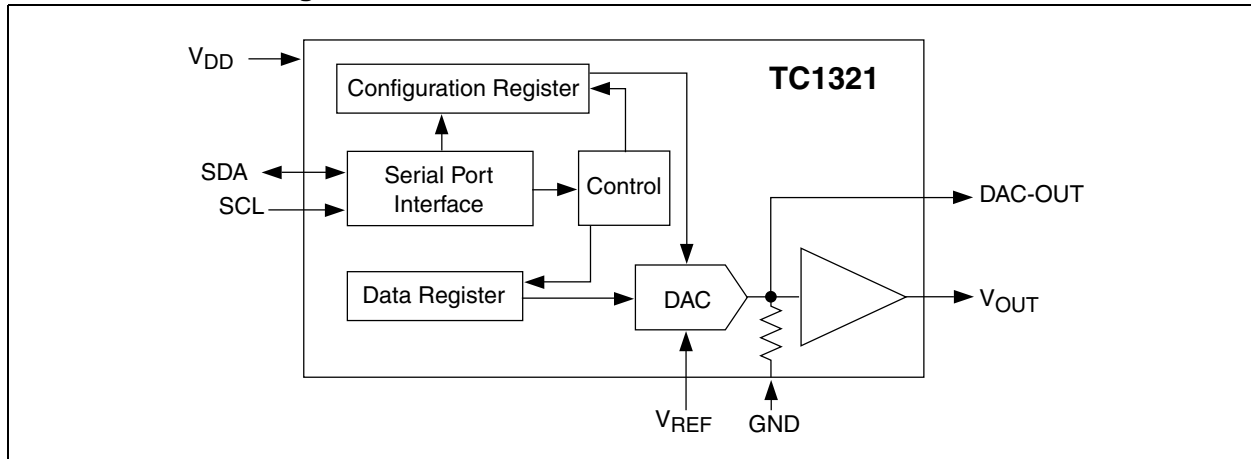 V_DD
TC1321
Configuration Register
SDA
SCL
Serial Port
Interface
Control
DAC-OUT
Data Register
DAC
V_OUT
V_REF
GND